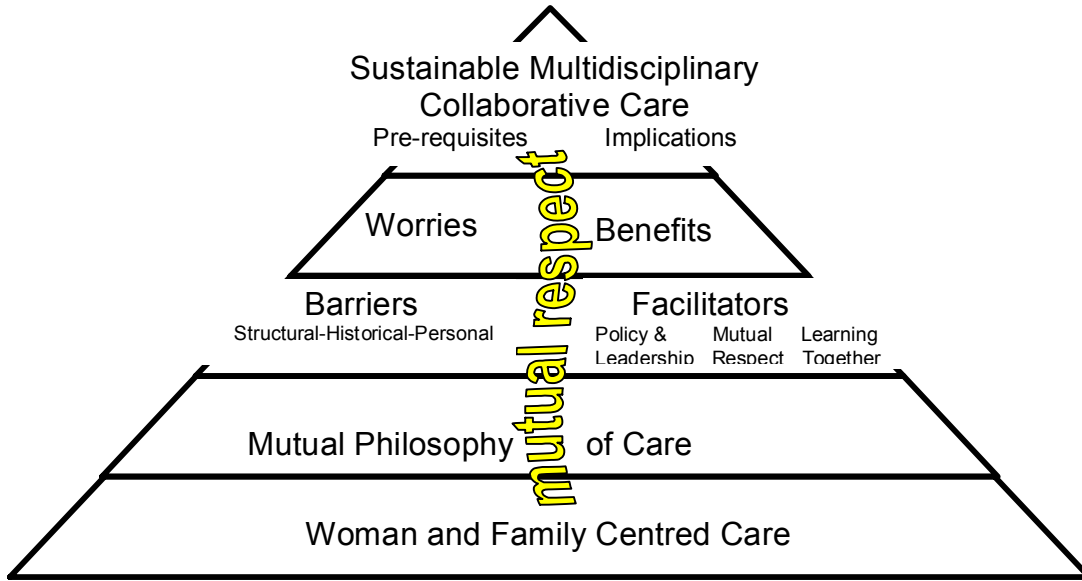 Sustainable Multidisciplinary
Collaborative Care
Pre-requisites Implications
Worries Benefits
mutual respect
Barriers Facilitators
Structural-Historical-Personal Policy & Mutual Learning
Leadership Respect Together
Mutual Philosophy of Care
Woman and Family Centred Care